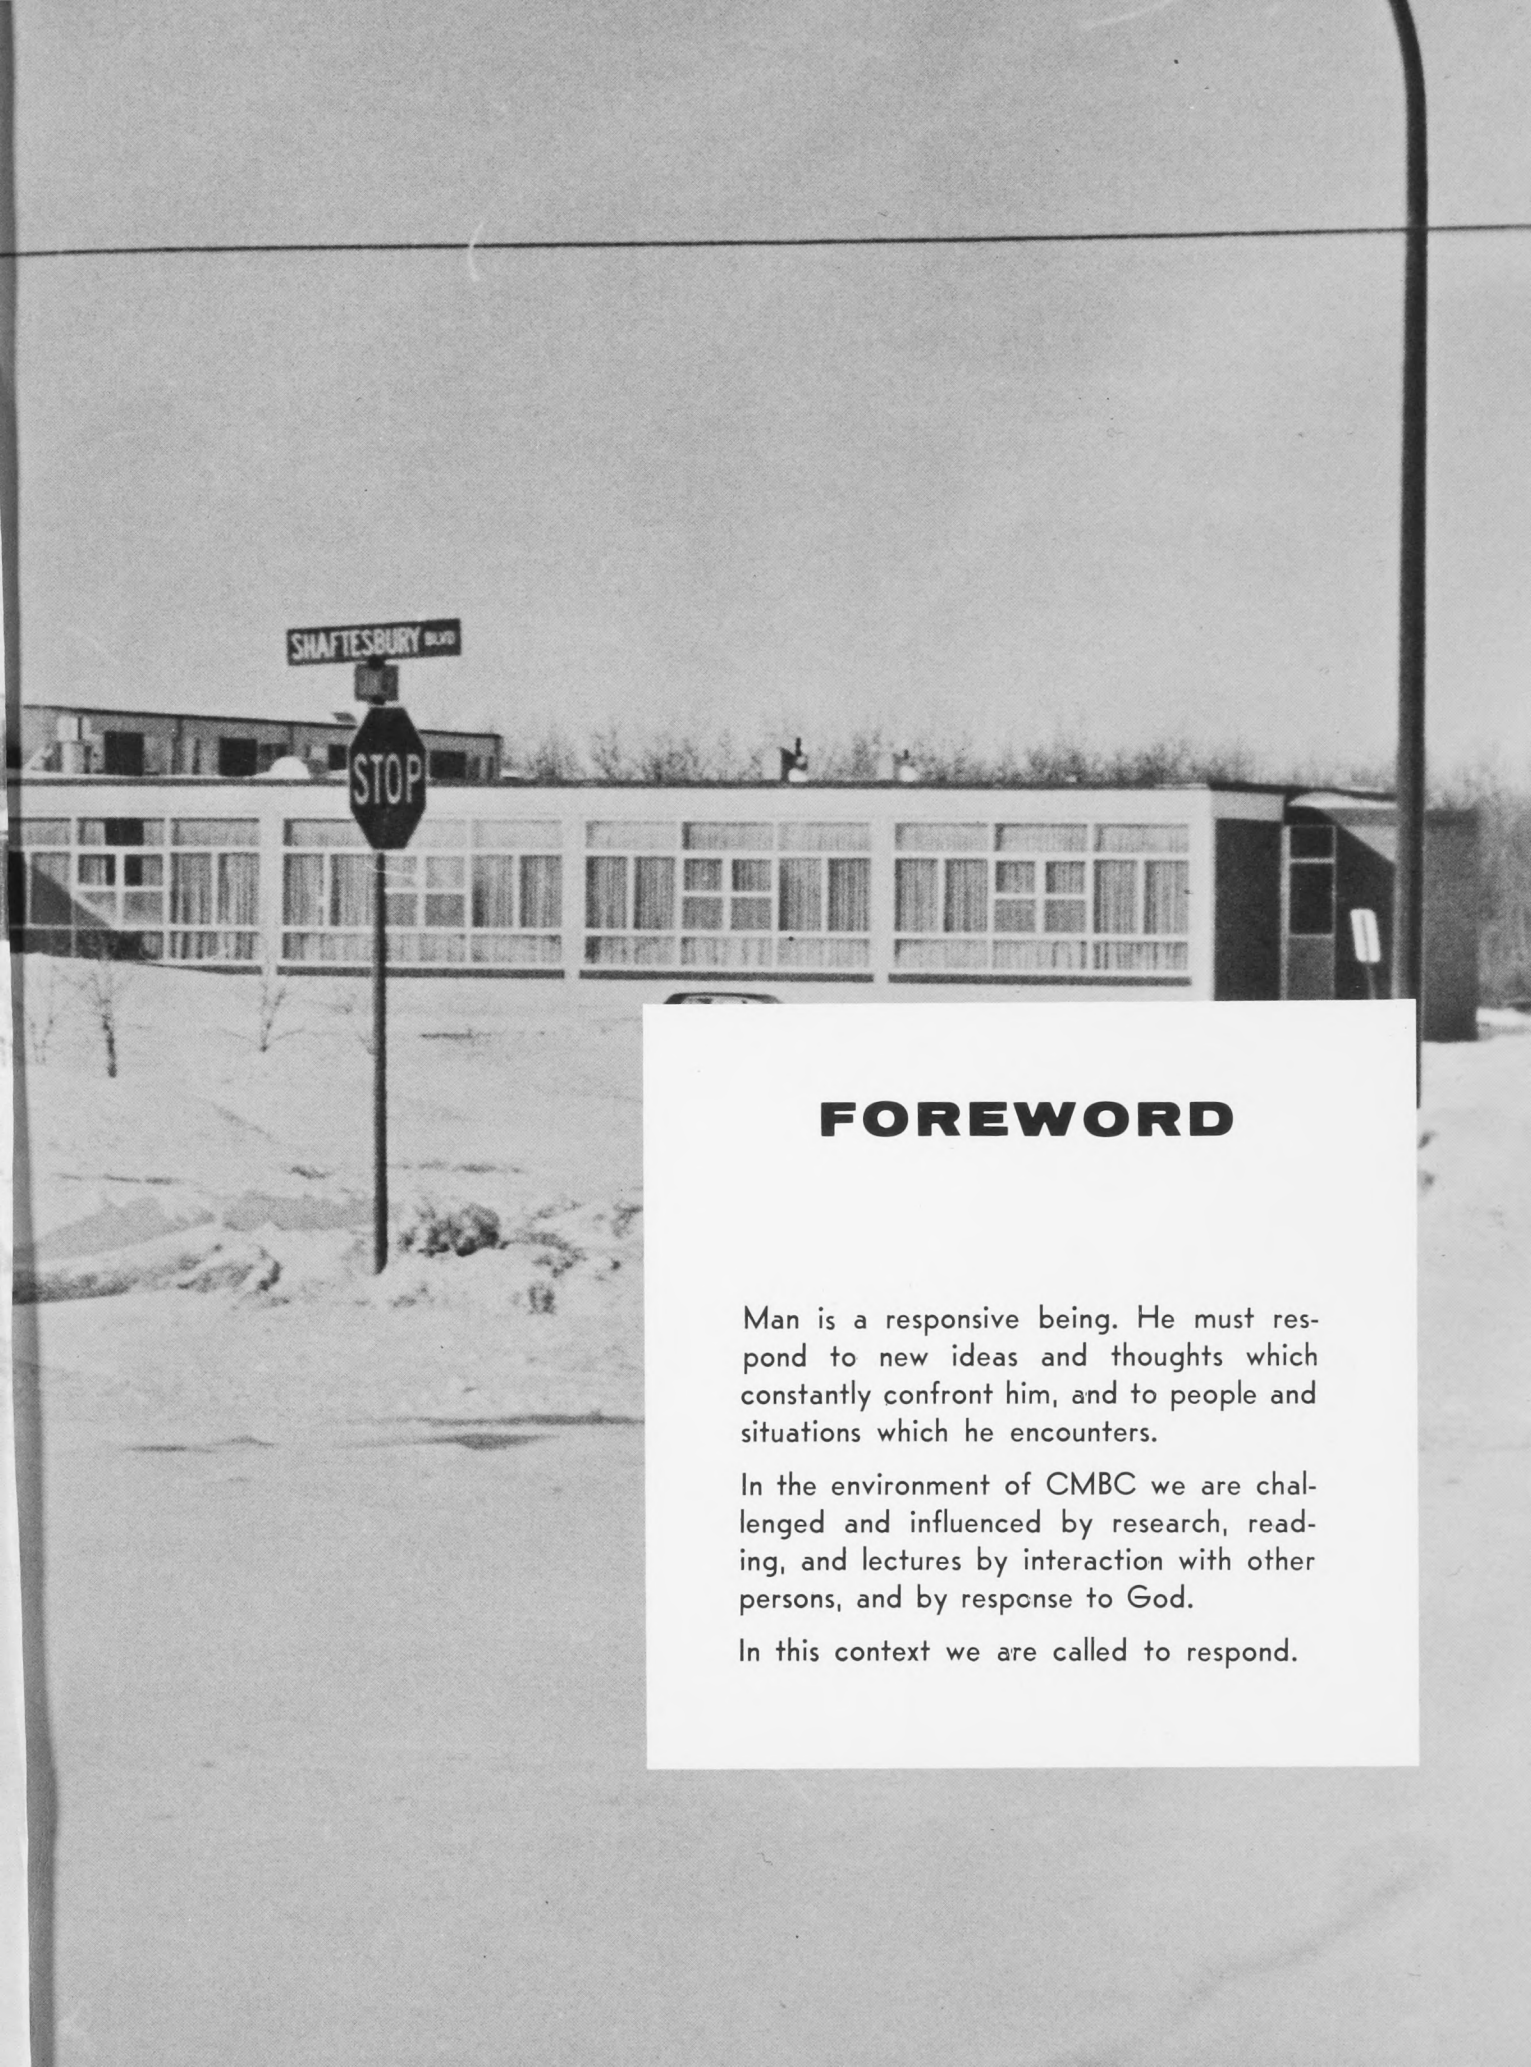 SHAFTESBURY BLVD
STOP
FOREWORD
Man is a responsive being. He must res-
pond to new ideas and thoughts which
constantly confront him, and to people and
situations which he encounters.
In the environment of CMBC we are chal-
lenged and influenced by research, read-
ing, and lectures by interaction with other
persons, and by response to God.
In this context we are called to respond.